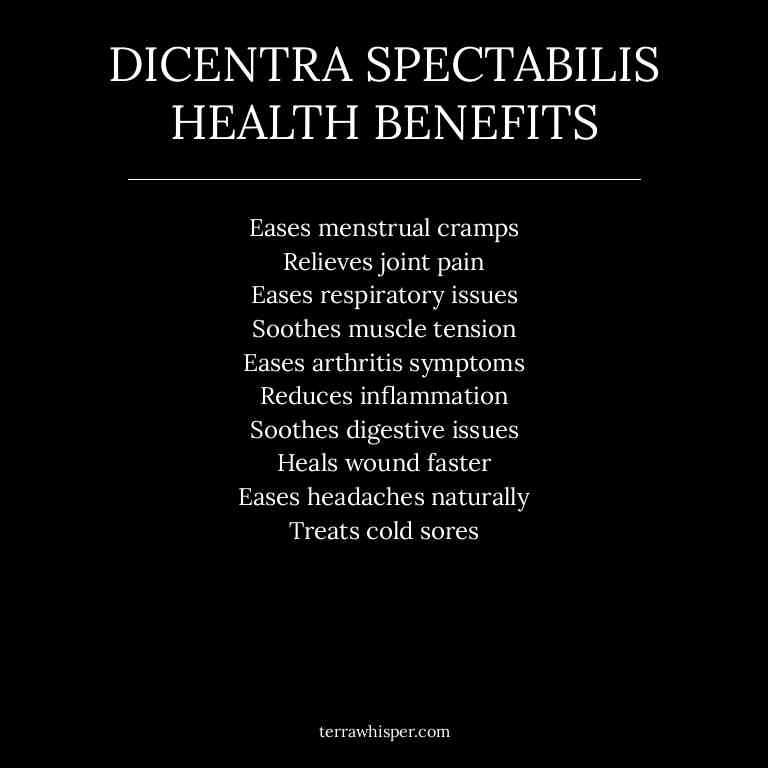 DICENTRA SPECTABILIS
HEALTH BENEFITS
Eases menstrual cramps
Relieves joint pain
Eases respiratory issues
Soothes muscle tension
Eases arthritis symptoms
Reduces inflammation
Soothes digestive issues
Heals wound faster
Eases headaches naturally
Treats cold sores
terrawhisper.com